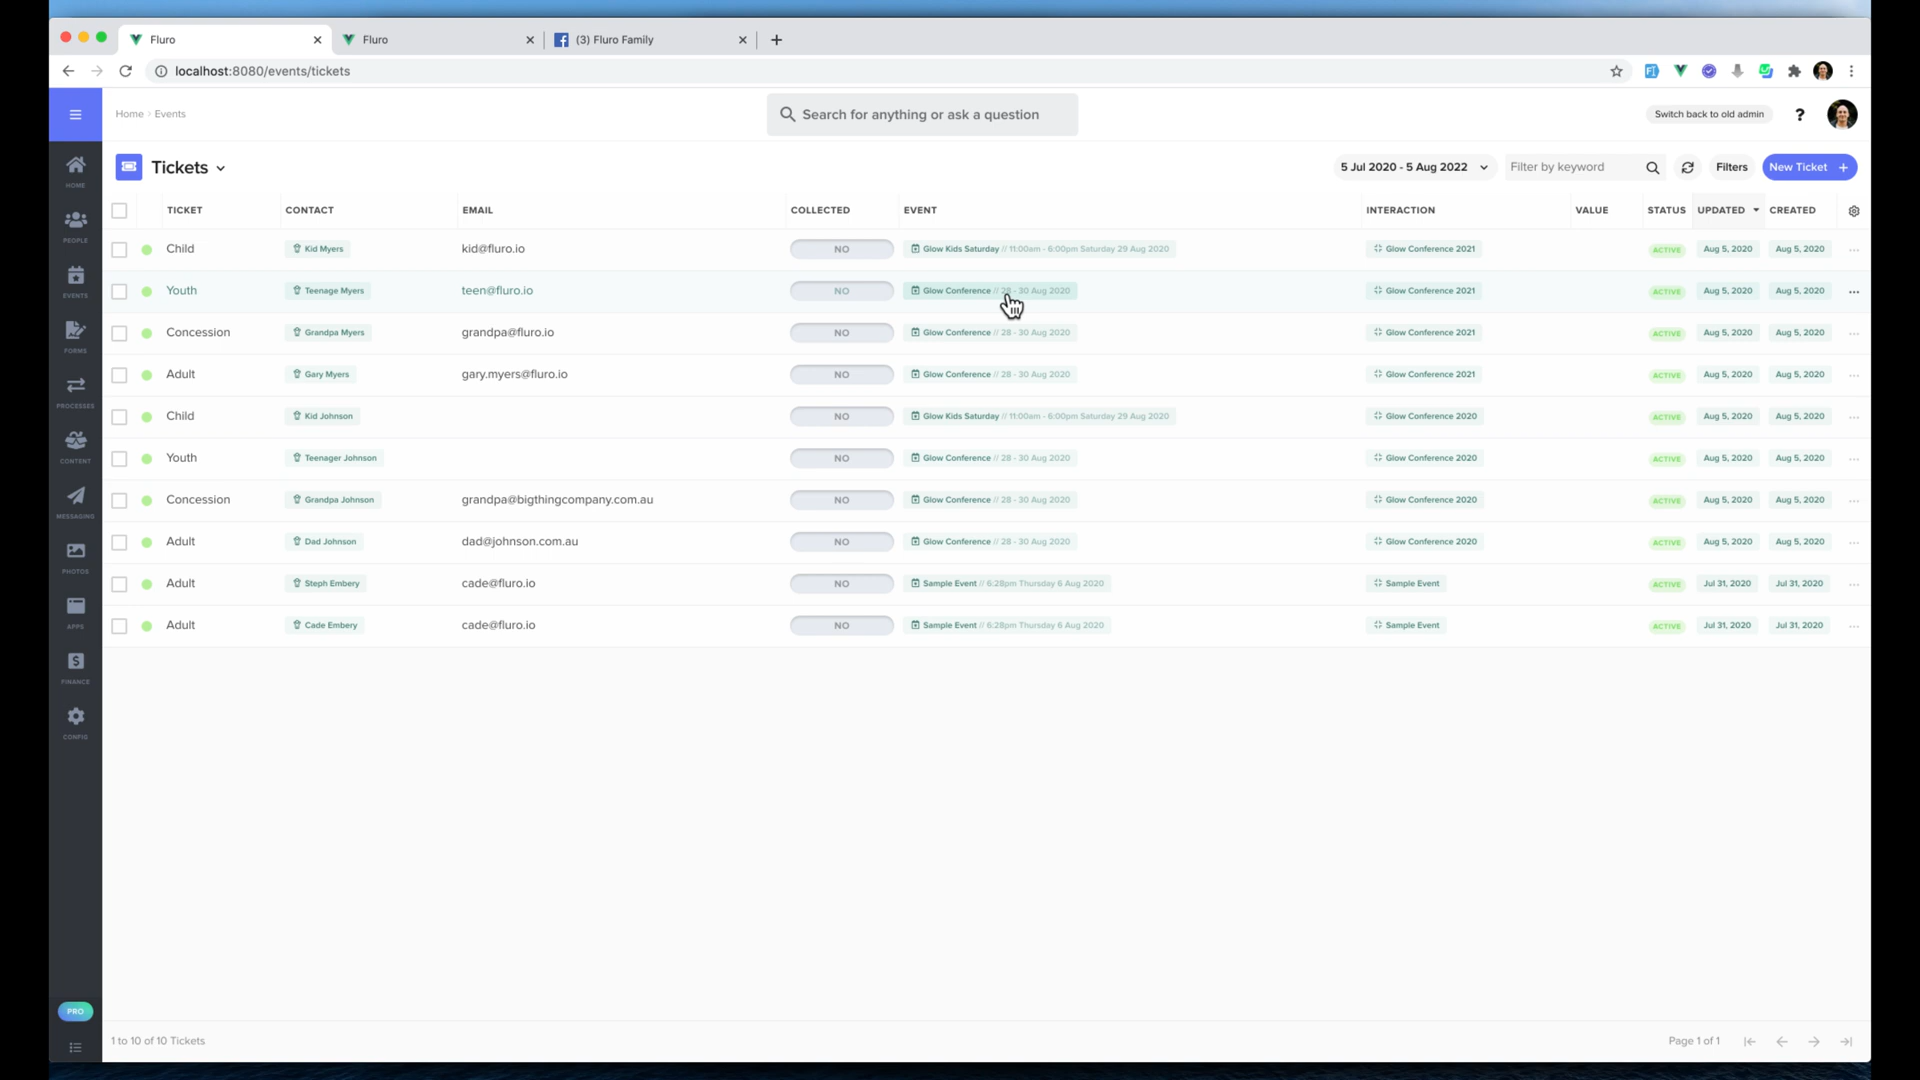 Fluro
Fluro
(3) Fluro Family
localhost:8080/events/tickets
Home › Events
Search for anything or ask a question
Switch back to old admin
?
Tickets
5 Jul 2020 - 5 Aug 2022
Filter by keyword
Filters
New Ticket +
TICKET CONTACT EMAIL COLLECTED EVENT INTERACTION VALUE STATUS UPDATED CREATED
Child Kid Myers kid@fluro.io NO Glow Kids Saturday // 11:00am - 6:00pm Saturday 29 Aug 2020 Glow Conference 2021 ACTIVE Aug 5, 2020 Aug 5, 2020
Youth Teenage Myers teen@fluro.io NO Glow Conference // 28 - 30 Aug 2020 Glow Conference 2021 ACTIVE Aug 5, 2020 Aug 5, 2020
Concession Grandpa Myers grandpa@fluro.io NO Glow Conference // 28 - 30 Aug 2020 Glow Conference 2021 ACTIVE Aug 5, 2020 Aug 5, 2020
Adult Gary Myers gary.myers@fluro.io NO Glow Conference // 28 - 30 Aug 2020 Glow Conference 2021 ACTIVE Aug 5, 2020 Aug 5, 2020
Child Kid Johnson NO Glow Kids Saturday // 11:00am - 6:00pm Saturday 29 Aug 2020 Glow Conference 2020 ACTIVE Aug 5, 2020 Aug 5, 2020
Youth Teenager Johnson NO Glow Conference // 28 - 30 Aug 2020 Glow Conference 2020 ACTIVE Aug 5, 2020 Aug 5, 2020
Concession Grandpa Johnson grandpa@bigthingcompany.com.au NO Glow Conference // 28 - 30 Aug 2020 Glow Conference 2020 ACTIVE Aug 5, 2020 Aug 5, 2020
Adult Dad Johnson dad@johnson.com.au NO Glow Conference // 28 - 30 Aug 2020 Glow Conference 2020 ACTIVE Aug 5, 2020 Aug 5, 2020
Adult Steph Embery cade@fluro.io NO Sample Event // 6:28pm Thursday 6 Aug 2020 Sample Event ACTIVE Jul 31, 2020 Jul 31, 2020
Adult Cade Embery cade@fluro.io NO Sample Event // 6:28pm Thursday 6 Aug 2020 Sample Event ACTIVE Jul 31, 2020 Jul 31, 2020
HOME
PEOPLE
EVENTS
FORMS
PROCESSES
CONTENT
MESSAGING
PHOTOS
APPS
FINANCE
CONFIG
PRO
1 to 10 of 10 Tickets
Page 1 of 1